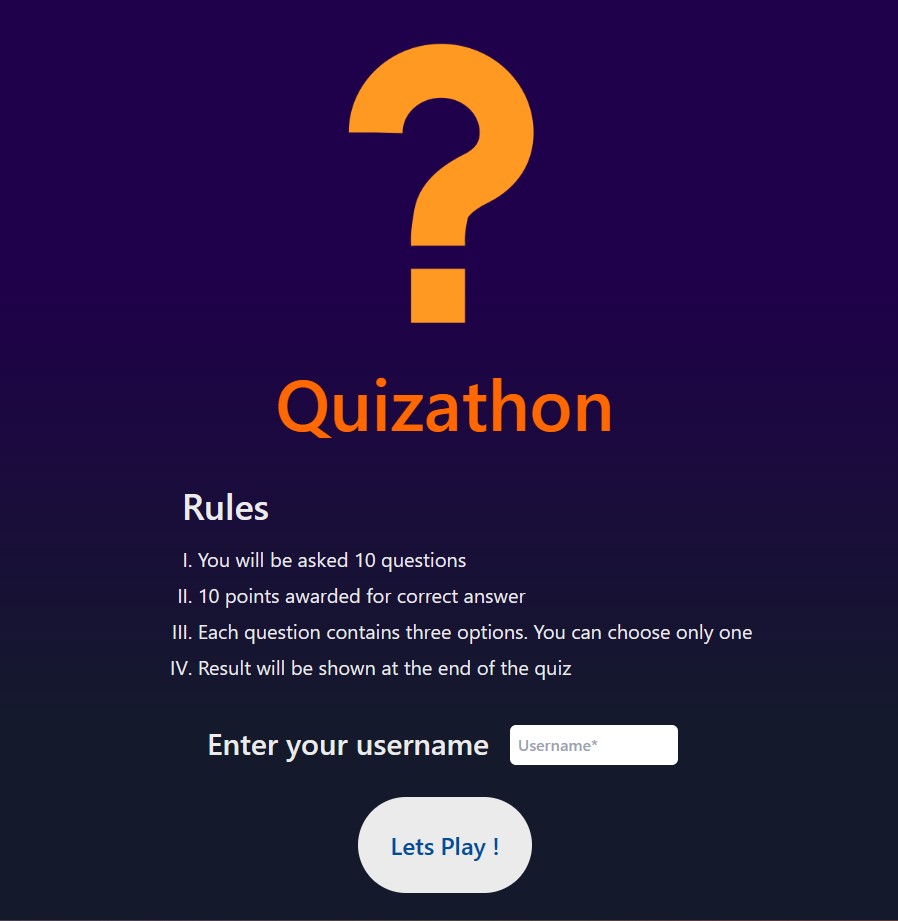 ?
Quizathon
Rules
I. You will be asked 10 questions
II. 10 points awarded for correct answer
III. Each question contains three options. You can choose only one
IV. Result will be shown at the end of the quiz
Enter your username Username*
Lets Play !